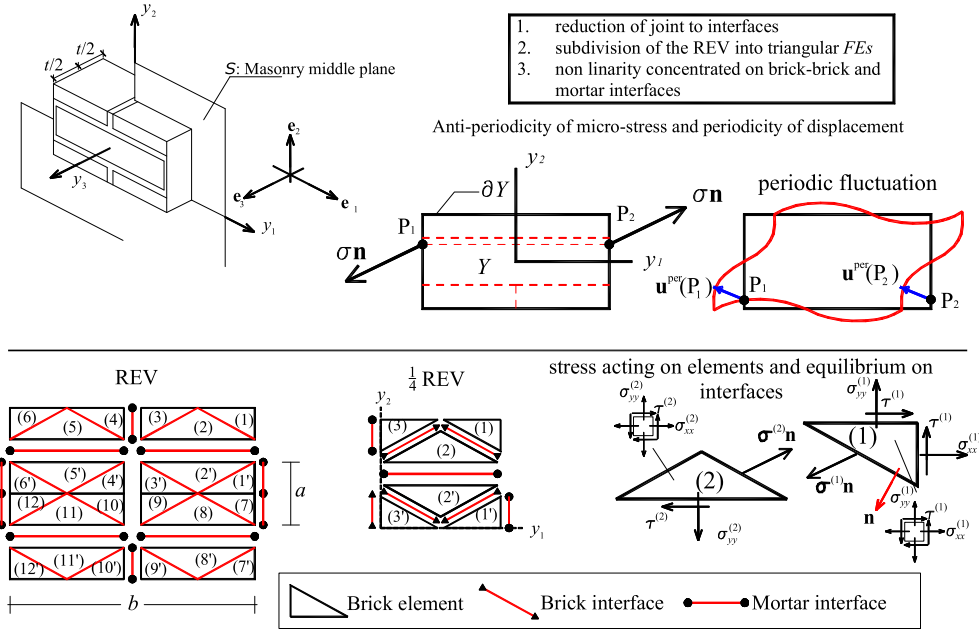 y2
t/2
t/2
S: Masonry middle plane
e2
y3
e3
e1
y1
1. reduction of joint to interfaces
2. subdivision of the REV into triangular FEs
3. non linarity concentrated on brick-brick and
mortar interfaces
Anti-periodicity of micro-stress and periodicity of displacement
y2
∂Y
P1
P2
σn
σn
Y
y1
periodic fluctuation
u^per(P1)
P1
u^per(P2)
P2
REV
(6) (5) (4) (3) (2) (1)
(6') (5') (4') (3') (2') (1')
(12) (11) (10) (9) (8) (7)
(12') (11') (10') (9') (8') (7')
a
b
1/4 REV
y2
(3) (2) (1)
(3') (2') (1')
y1
stress acting on elements and equilibrium on
interfaces
σyy^(2)
τ^(2)
σxx^(2)
σ^(2)n
(2)
τ^(2)
σyy^(2)
σyy^(1)
τ^(1)
(1)
τ^(1)
σxx^(1)
σ^(1)n
n
σyy^(1)
τ^(1)
σxx^(1)
Brick element
Brick interface
Mortar interface